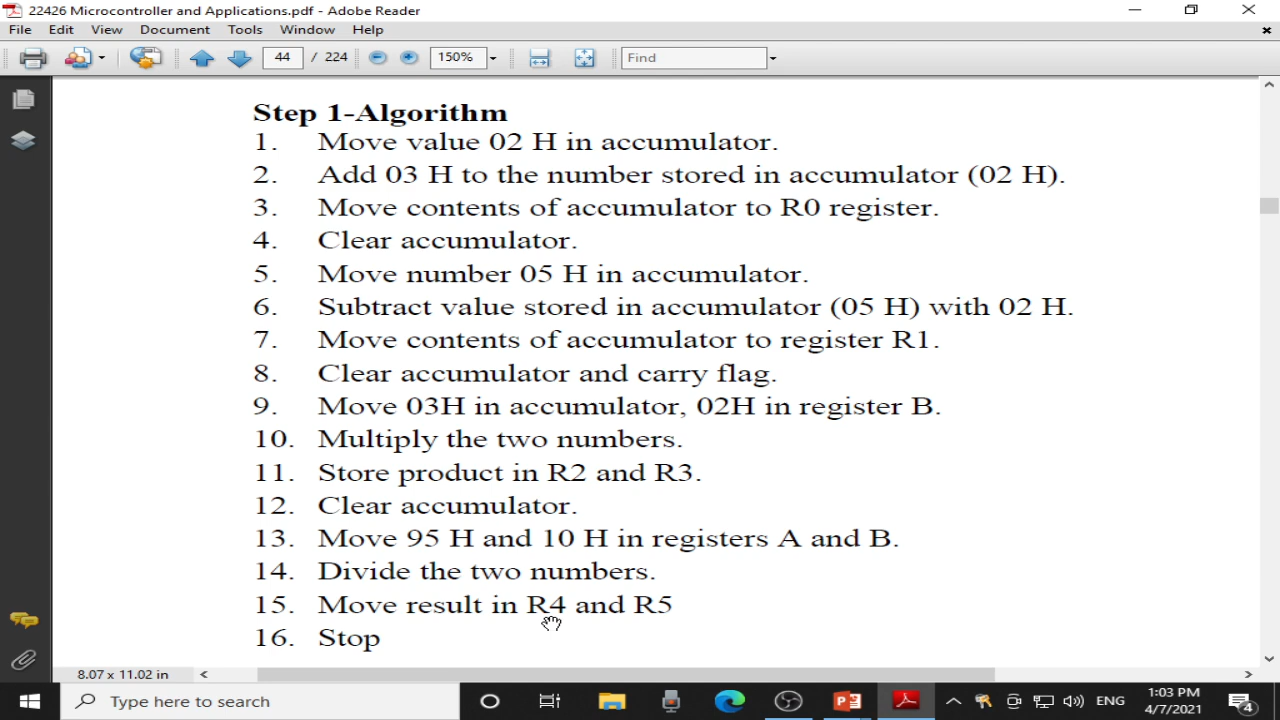 22426 Microcontroller and Applications.pdf - Adobe Reader
File Edit View Document Tools Window Help
44 / 224 150% Find
Step 1-Algorithm
1. Move value 02 H in accumulator.
2. Add 03 H to the number stored in accumulator (02 H).
3. Move contents of accumulator to R0 register.
4. Clear accumulator.
5. Move number 05 H in accumulator.
6. Subtract value stored in accumulator (05 H) with 02 H.
7. Move contents of accumulator to register R1.
8. Clear accumulator and carry flag.
9. Move 03H in accumulator, 02H in register B.
10. Multiply the two numbers.
11. Store product in R2 and R3.
12. Clear accumulator.
13. Move 95 H and 10 H in registers A and B.
14. Divide the two numbers.
15. Move result in R4 and R5
16. Stop
8.07 x 11.02 in
Type here to search
ENG
1:03 PM
4/7/2021
4